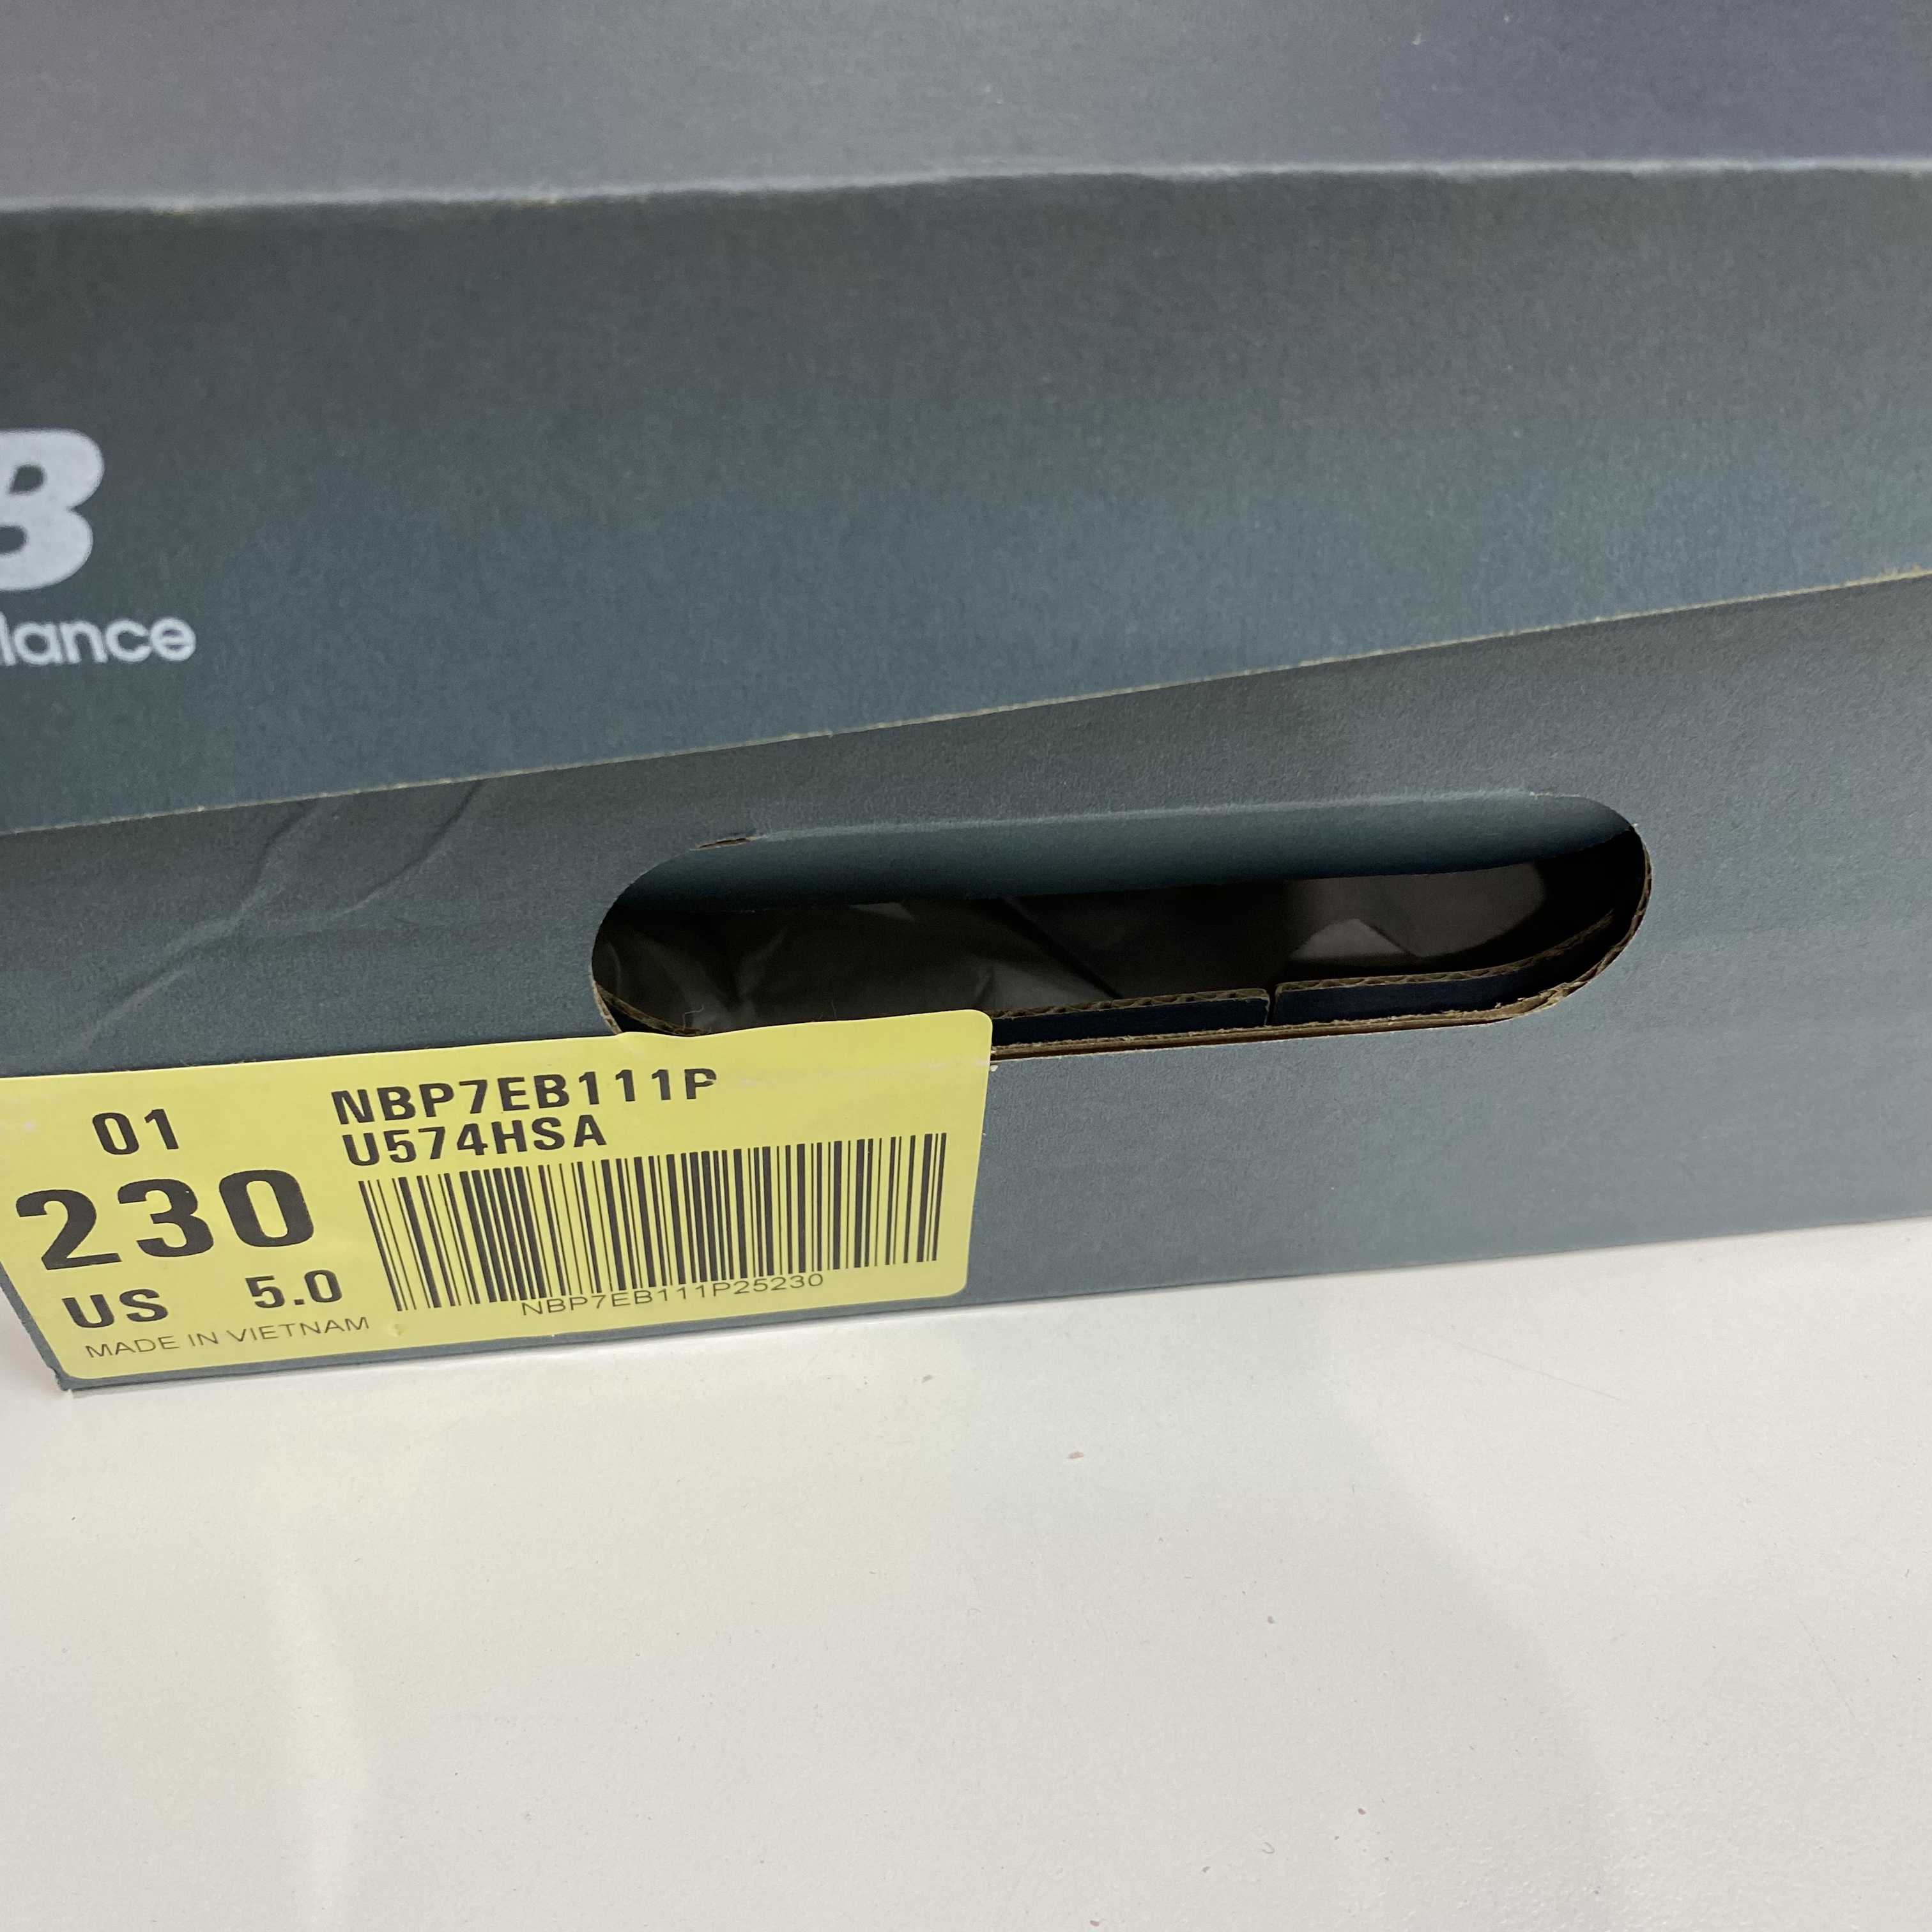 B
lance
01 NBP7EB111P
U574HSA
230
US 5.0
NBP7EB111P25230
MADE IN VIETNAM